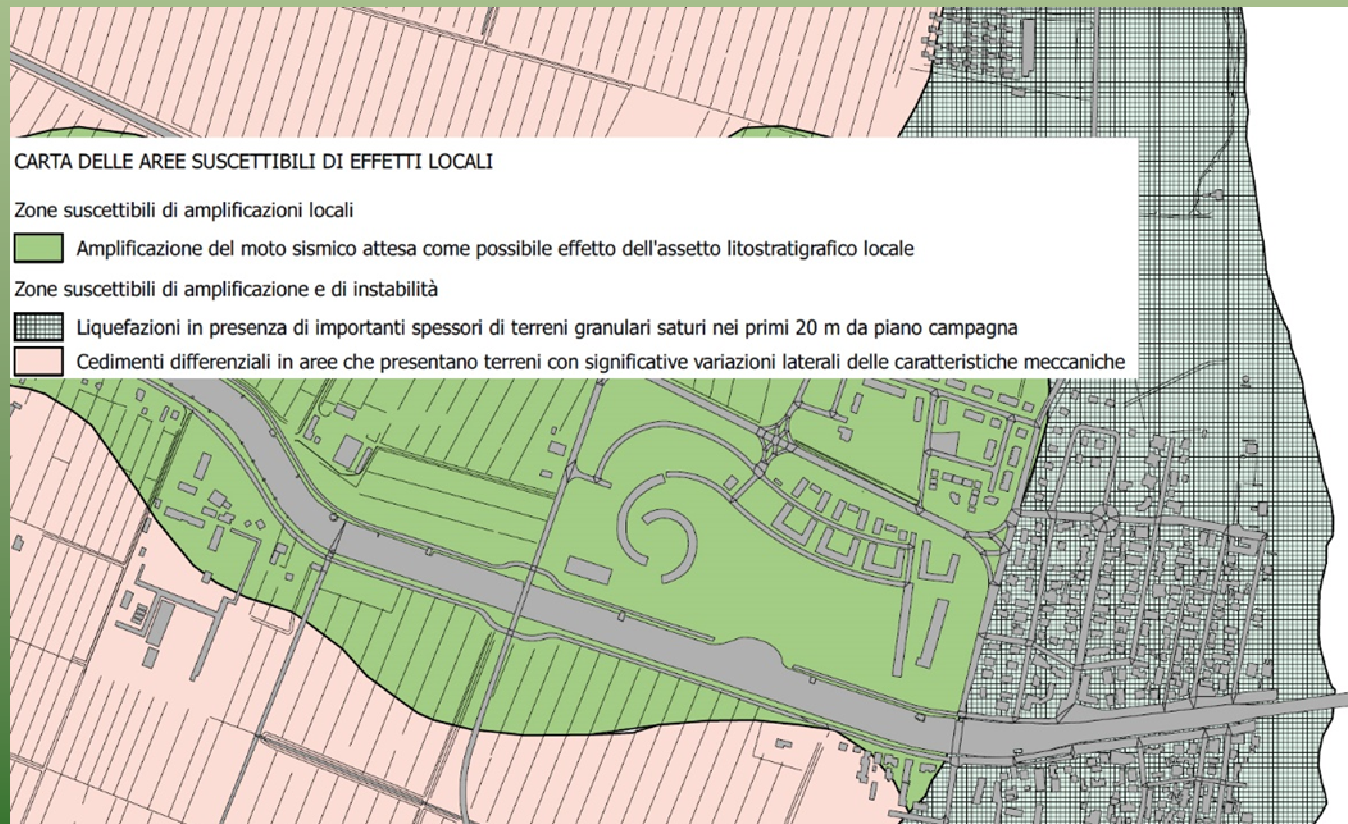 CARTA DELLE AREE SUSCETTIBILI DI EFFETTI LOCALI
Zone suscettibili di amplificazioni locali
Amplificazione del moto sismico attesa come possibile effetto dell'assetto litostratigrafico locale
Zone suscettibili di amplificazione e di instabilità
Liquefazioni in presenza di importanti spessori di terreni granulari saturi nei primi 20 m da piano campagna
Cedimenti differenziali in aree che presentano terreni con significative variazioni laterali delle caratteristiche meccaniche